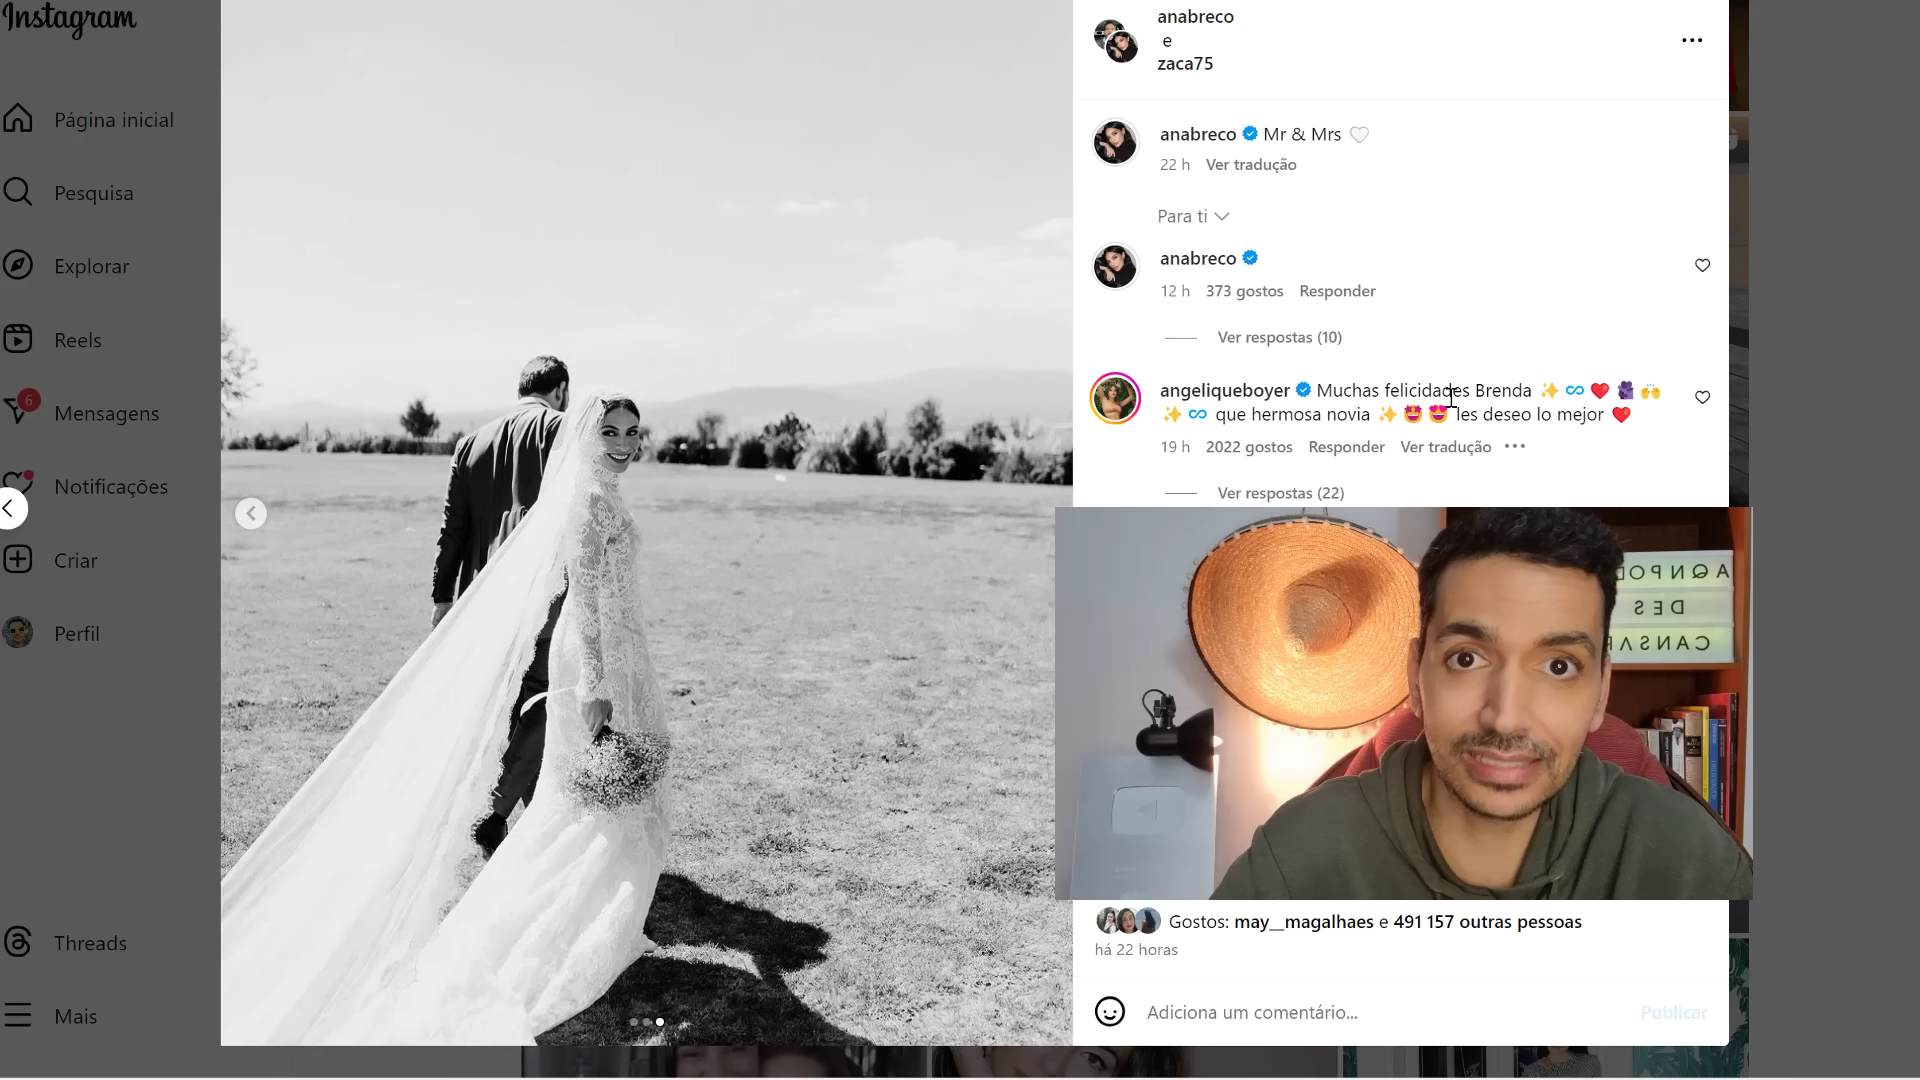 Instagram
Página inicial
Pesquisa
Explorar
Reels
6
Mensagens
Notificações
Criar
Perfil
Threads
Mais
anabreco
e
zaca75
anabreco Mr & Mrs 🤍
22 h Ver tradução
Para ti
anabreco
12 h 373 gostos Responder
Ver respostas (10)
angeliqueboyer Muchas felicidades Brenda ✨ ♾️ ❤️ 🫂 🙌
✨ ♾️ que hermosa novia ✨ 🤩 😍 les deseo lo mejor ❤️
19 h 2022 gostos Responder Ver tradução
Ver respostas (22)
AQNPOD
DES
CANSAR
Gostos: may__magalhaes e 491 157 outras pessoas
há 22 horas
Adiciona um comentário...
Publicar